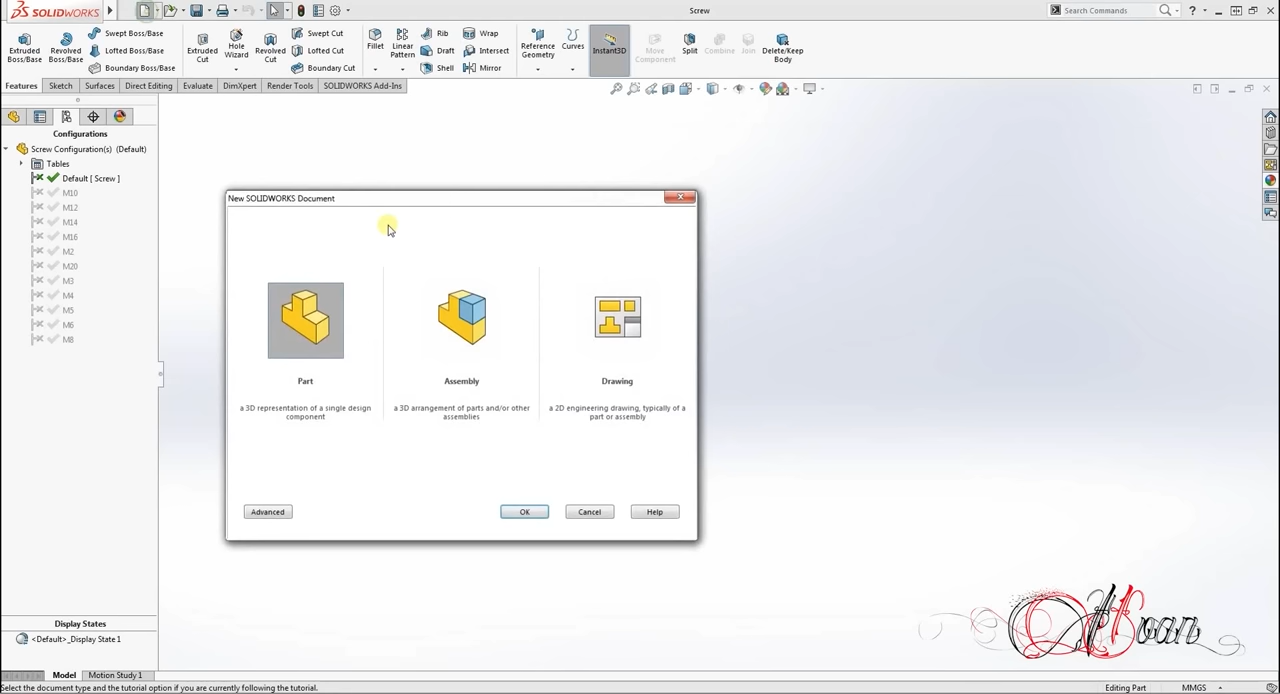 SOLIDWORKS
Screw
Search Commands
?
Extruded Boss/Base
Revolved Boss/Base
Swept Boss/Base
Lofted Boss/Base
Boundary Boss/Base
Extruded Cut
Hole Wizard
Revolved Cut
Swept Cut
Lofted Cut
Boundary Cut
Fillet
Linear Pattern
Rib
Draft
Shell
Wrap
Intersect
Mirror
Reference Geometry
Curves
Instant3D
Move Component
Split
Combine
Join
Delete/Keep Body
Features
Sketch
Surfaces
Direct Editing
Evaluate
DimXpert
Render Tools
SOLIDWORKS Add-Ins
Configurations
Screw Configuration(s) (Default)
Tables
Default [ Screw ]
M10
M12
M14
M16
M2
M20
M3
M4
M5
M6
M8
New SOLIDWORKS Document
Part
a 3D representation of a single design
component
Assembly
a 3D arrangement of parts and/or other
assemblies
Drawing
a 2D engineering drawing, typically of a
part or assembly
Advanced
OK
Cancel
Help
Display States
<Default>_Display State 1
Model
Motion Study 1
Select the document type and the tutorial option if you are currently following the tutorial.
Editing Part
MMGS